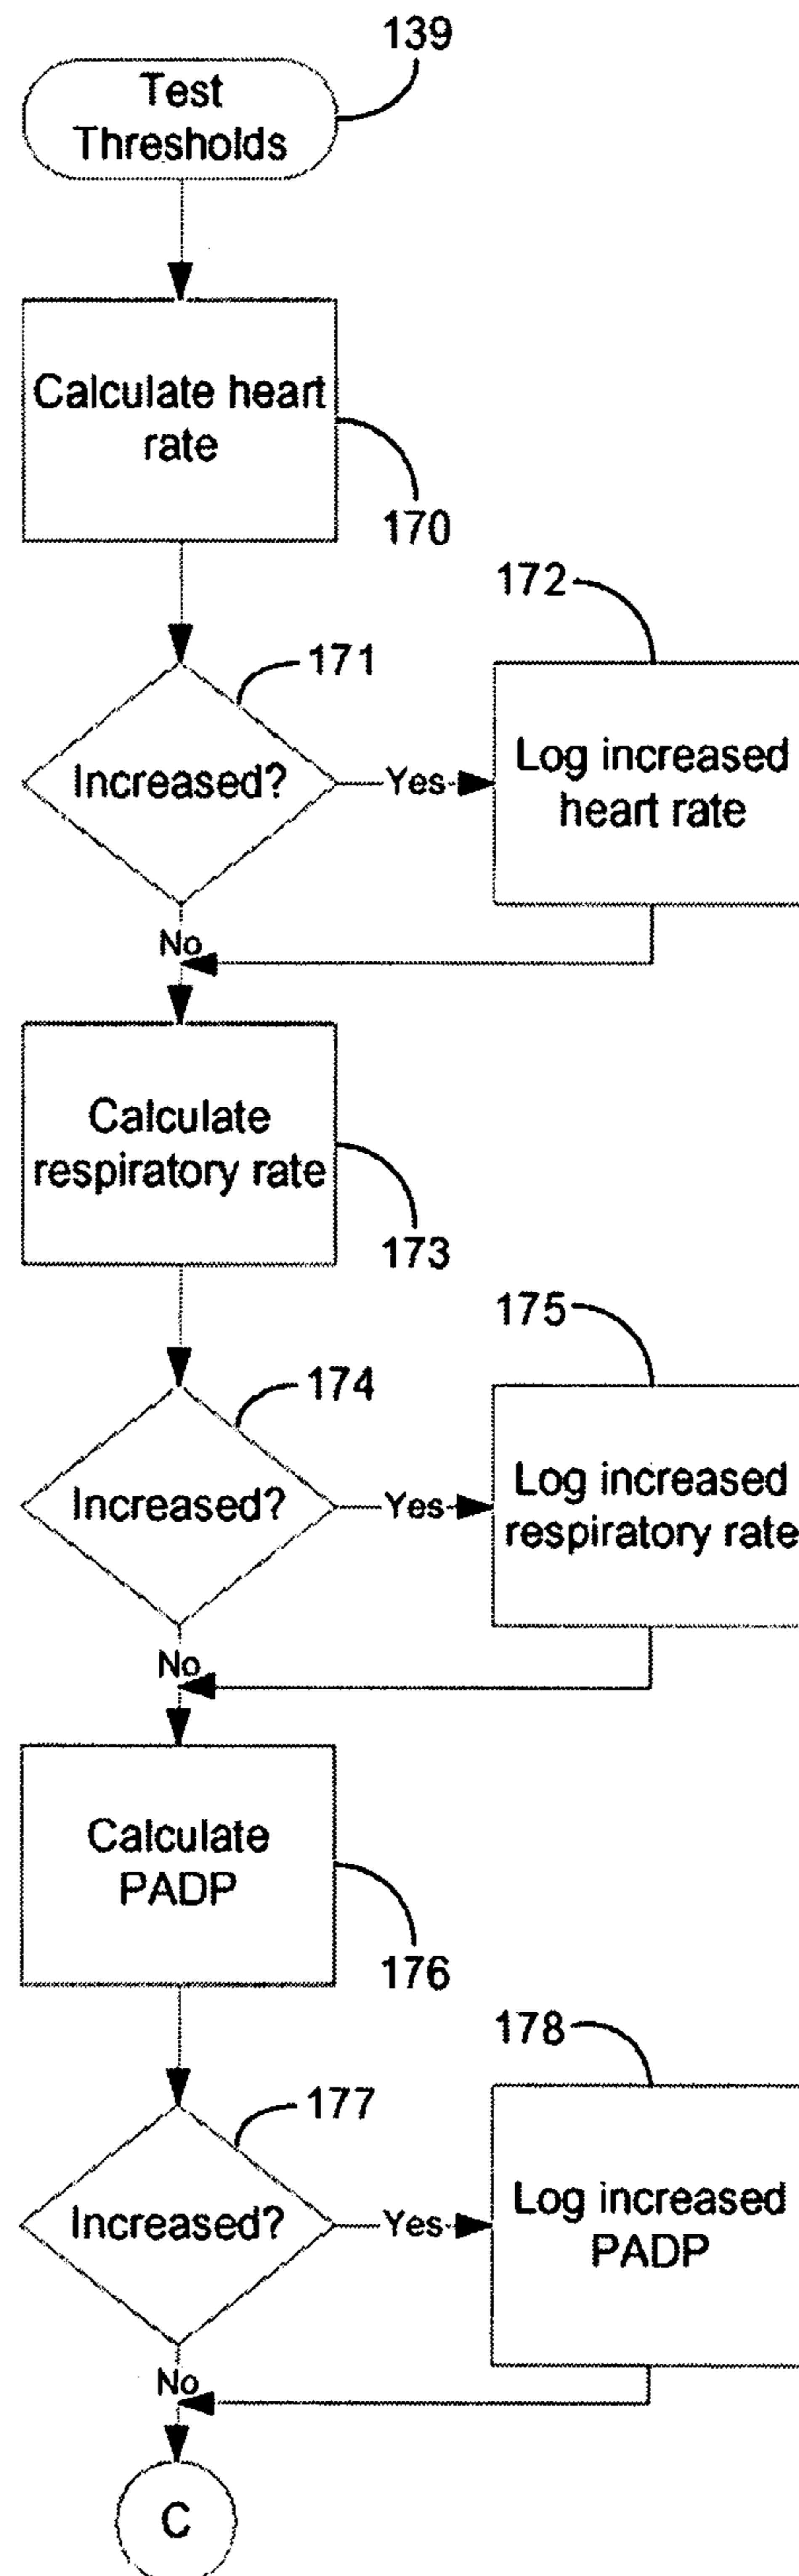 139
Test
Thresholds
Calculate heart
rate
170
171
Increased?
Yes
172
Log increased
heart rate
No
Calculate
respiratory rate
173
174
Increased?
Yes
175
Log increased
respiratory rate
No
Calculate
PADP
176
177
Increased?
Yes
178
Log increased
PADP
No
C